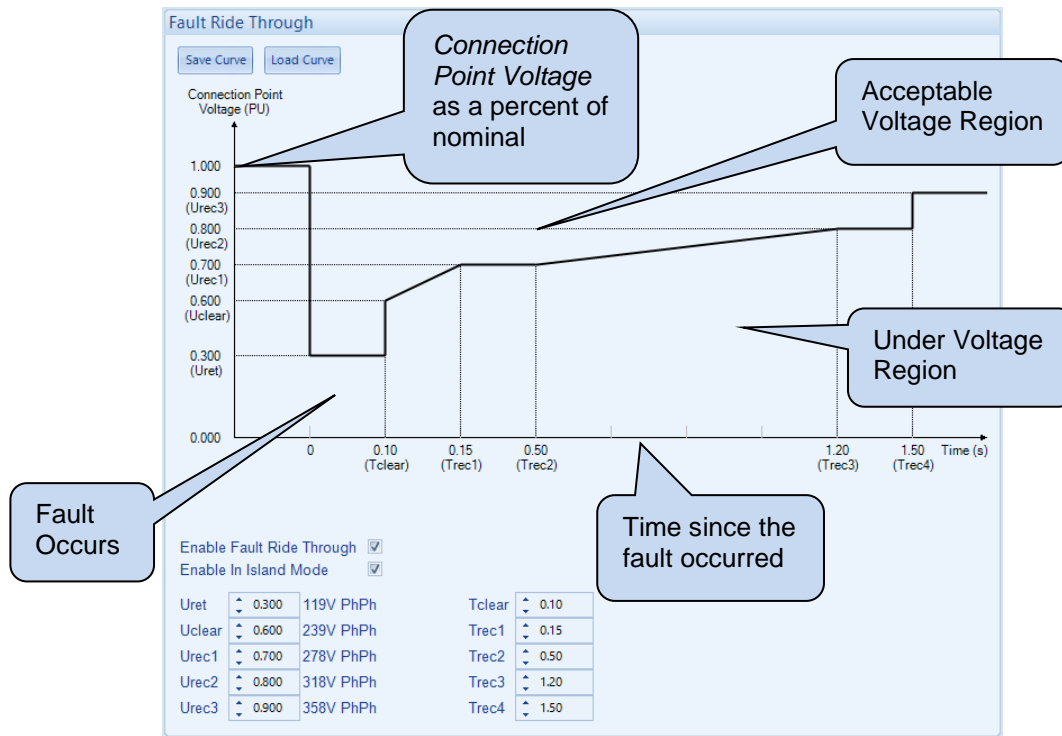 Fault Ride Through
Save Curve
Load Curve
Connection Point
Voltage (PU)
Connection
Point Voltage
as a percent of
nominal
Acceptable
Voltage Region
1.000
0.900
(Urec3)
0.800
(Urec2)
0.700
(Urec1)
0.600
(Uclear)
0.300
(Uret)
0.000
Under Voltage
Region
0
0.10
(Tclear)
0.15
(Trec1)
0.50
(Trec2)
1.20
(Trec3)
1.50
(Trec4)
Time (s)
Fault
Occurs
Time since the
fault occurred
Enable Fault Ride Through
Enable In Island Mode
Uret 0.300 119V PhPh Tclear 0.10
Uclear 0.600 239V PhPh Trec1 0.15
Urec1 0.700 278V PhPh Trec2 0.50
Urec2 0.800 318V PhPh Trec3 1.20
Urec3 0.900 358V PhPh Trec4 1.50